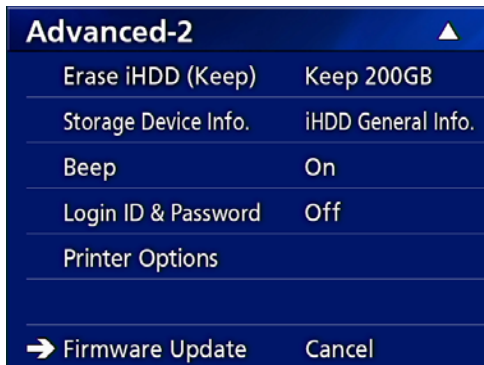 Advanced-2
Erase iHDD (Keep) Keep 200GB
Storage Device Info. iHDD General Info.
Beep On
Login ID & Password Off
Printer Options
Firmware Update Cancel